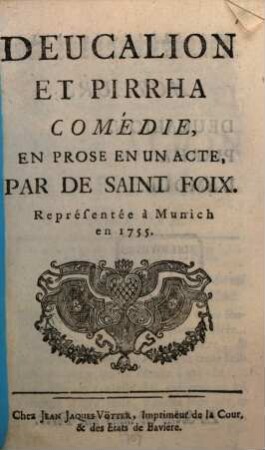 DEUCALION
ET PIRRHA
COMÉDIE,
EN PROSE EN UN ACTE,
PAR DE SAINT FOIX.
Représentée à Munich
en 1755.
Chez JEAN JAQUES VÖTTER, Imprimeur de la Cour,
& des Etats de Baviére.